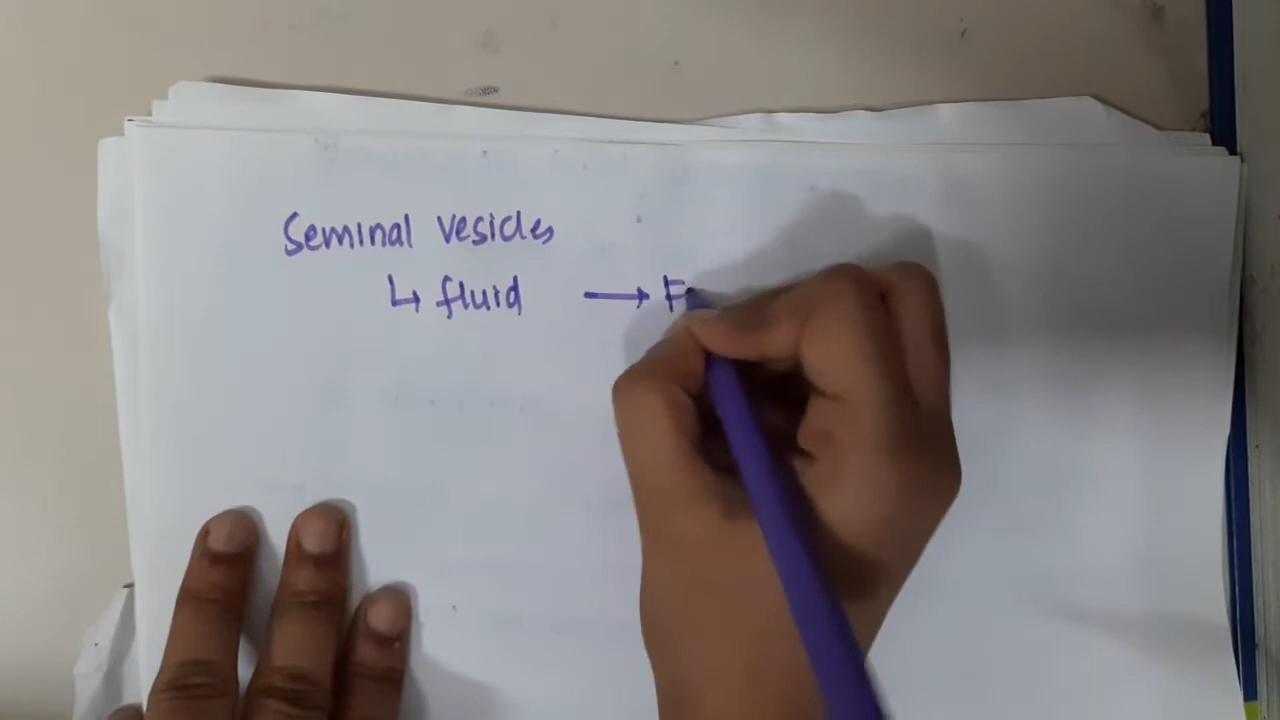 Seminal vesicles
↳ fluid → F